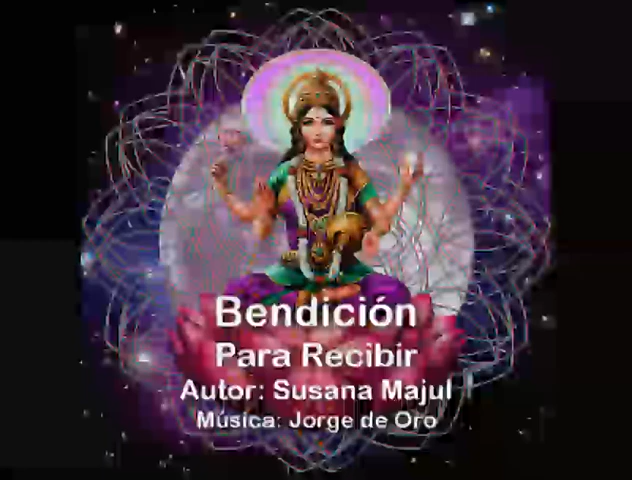 Bendición
Para Recibir
Autor: Susana Majul
Música: Jorge de Oro